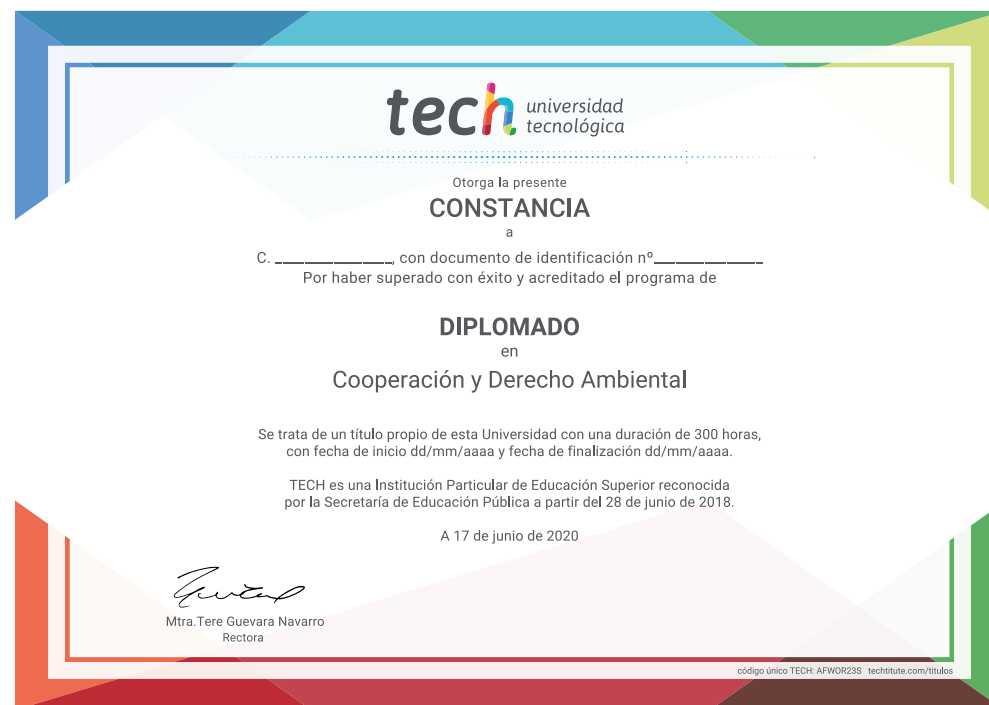 tech universidad
tecnológica
Otorga la presente
CONSTANCIA
a
C. ______________, con documento de identificación nº______________
Por haber superado con éxito y acreditado el programa de
DIPLOMADO
en
Cooperación y Derecho Ambiental
Se trata de un título propio de esta Universidad con una duración de 300 horas,
con fecha de inicio dd/mm/aaaa y fecha de finalización dd/mm/aaaa.
TECH es una Institución Particular de Educación Superior reconocida
por la Secretaría de Educación Pública a partir del 28 de junio de 2018.
A 17 de junio de 2020
Mtra.Tere Guevara Navarro
Rectora
código único TECH: AFWOR23S techtitute.com/titulos